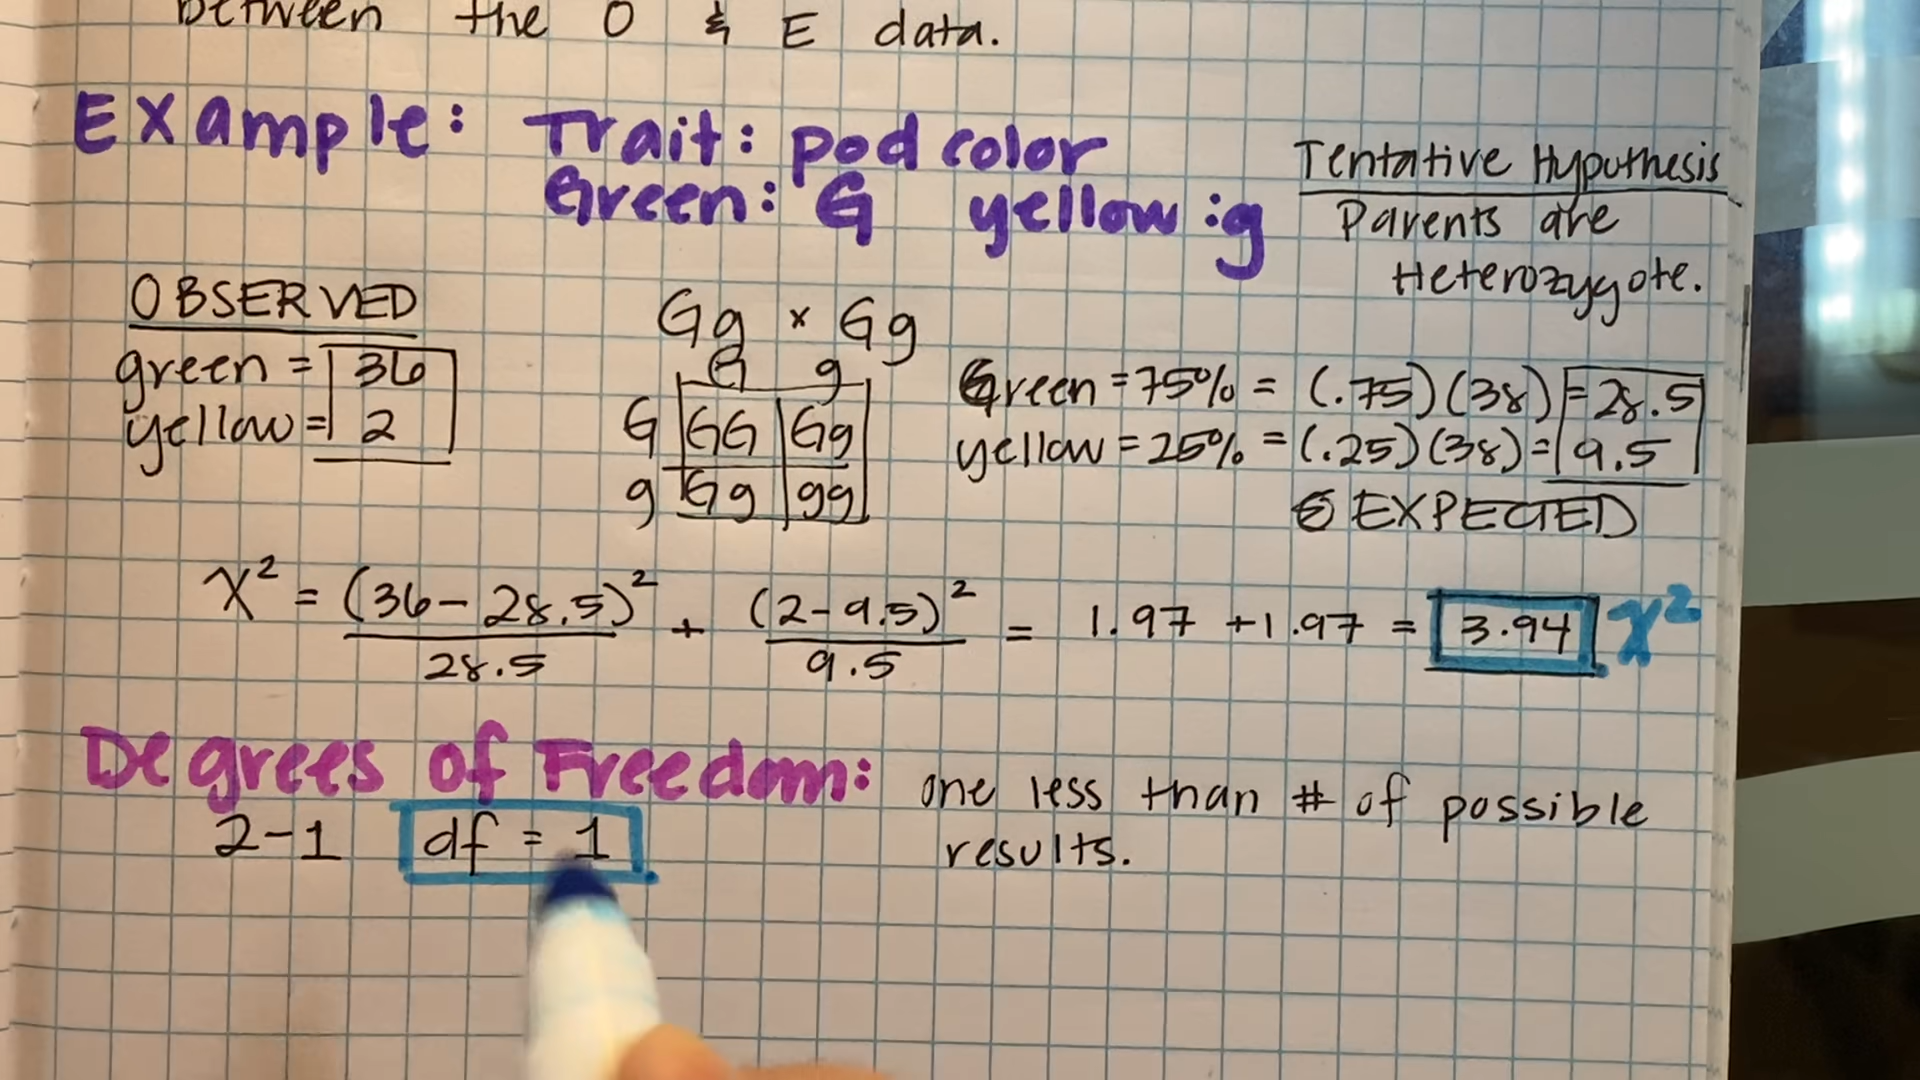 between the O & E data.
Example: Trait: pod color
Green: G yellow :g
Tentative Hypothesis
Parents are
Heterozygote.
OBSERVED
green = 36
yellow = 2
Gg × Gg
G g
G GG Gg
g Gg gg
Green = 75% = (.75)(38) = 28.5
yellow = 25% = (.25)(38) = 9.5
EXPECTED
χ² = (36 - 28.5)² / 28.5 + (2 - 9.5)² / 9.5 = 1.97 + 1.97 = 3.94 χ²
Degrees of Freedom: one less than # of possible
results.
2-1 df = 1